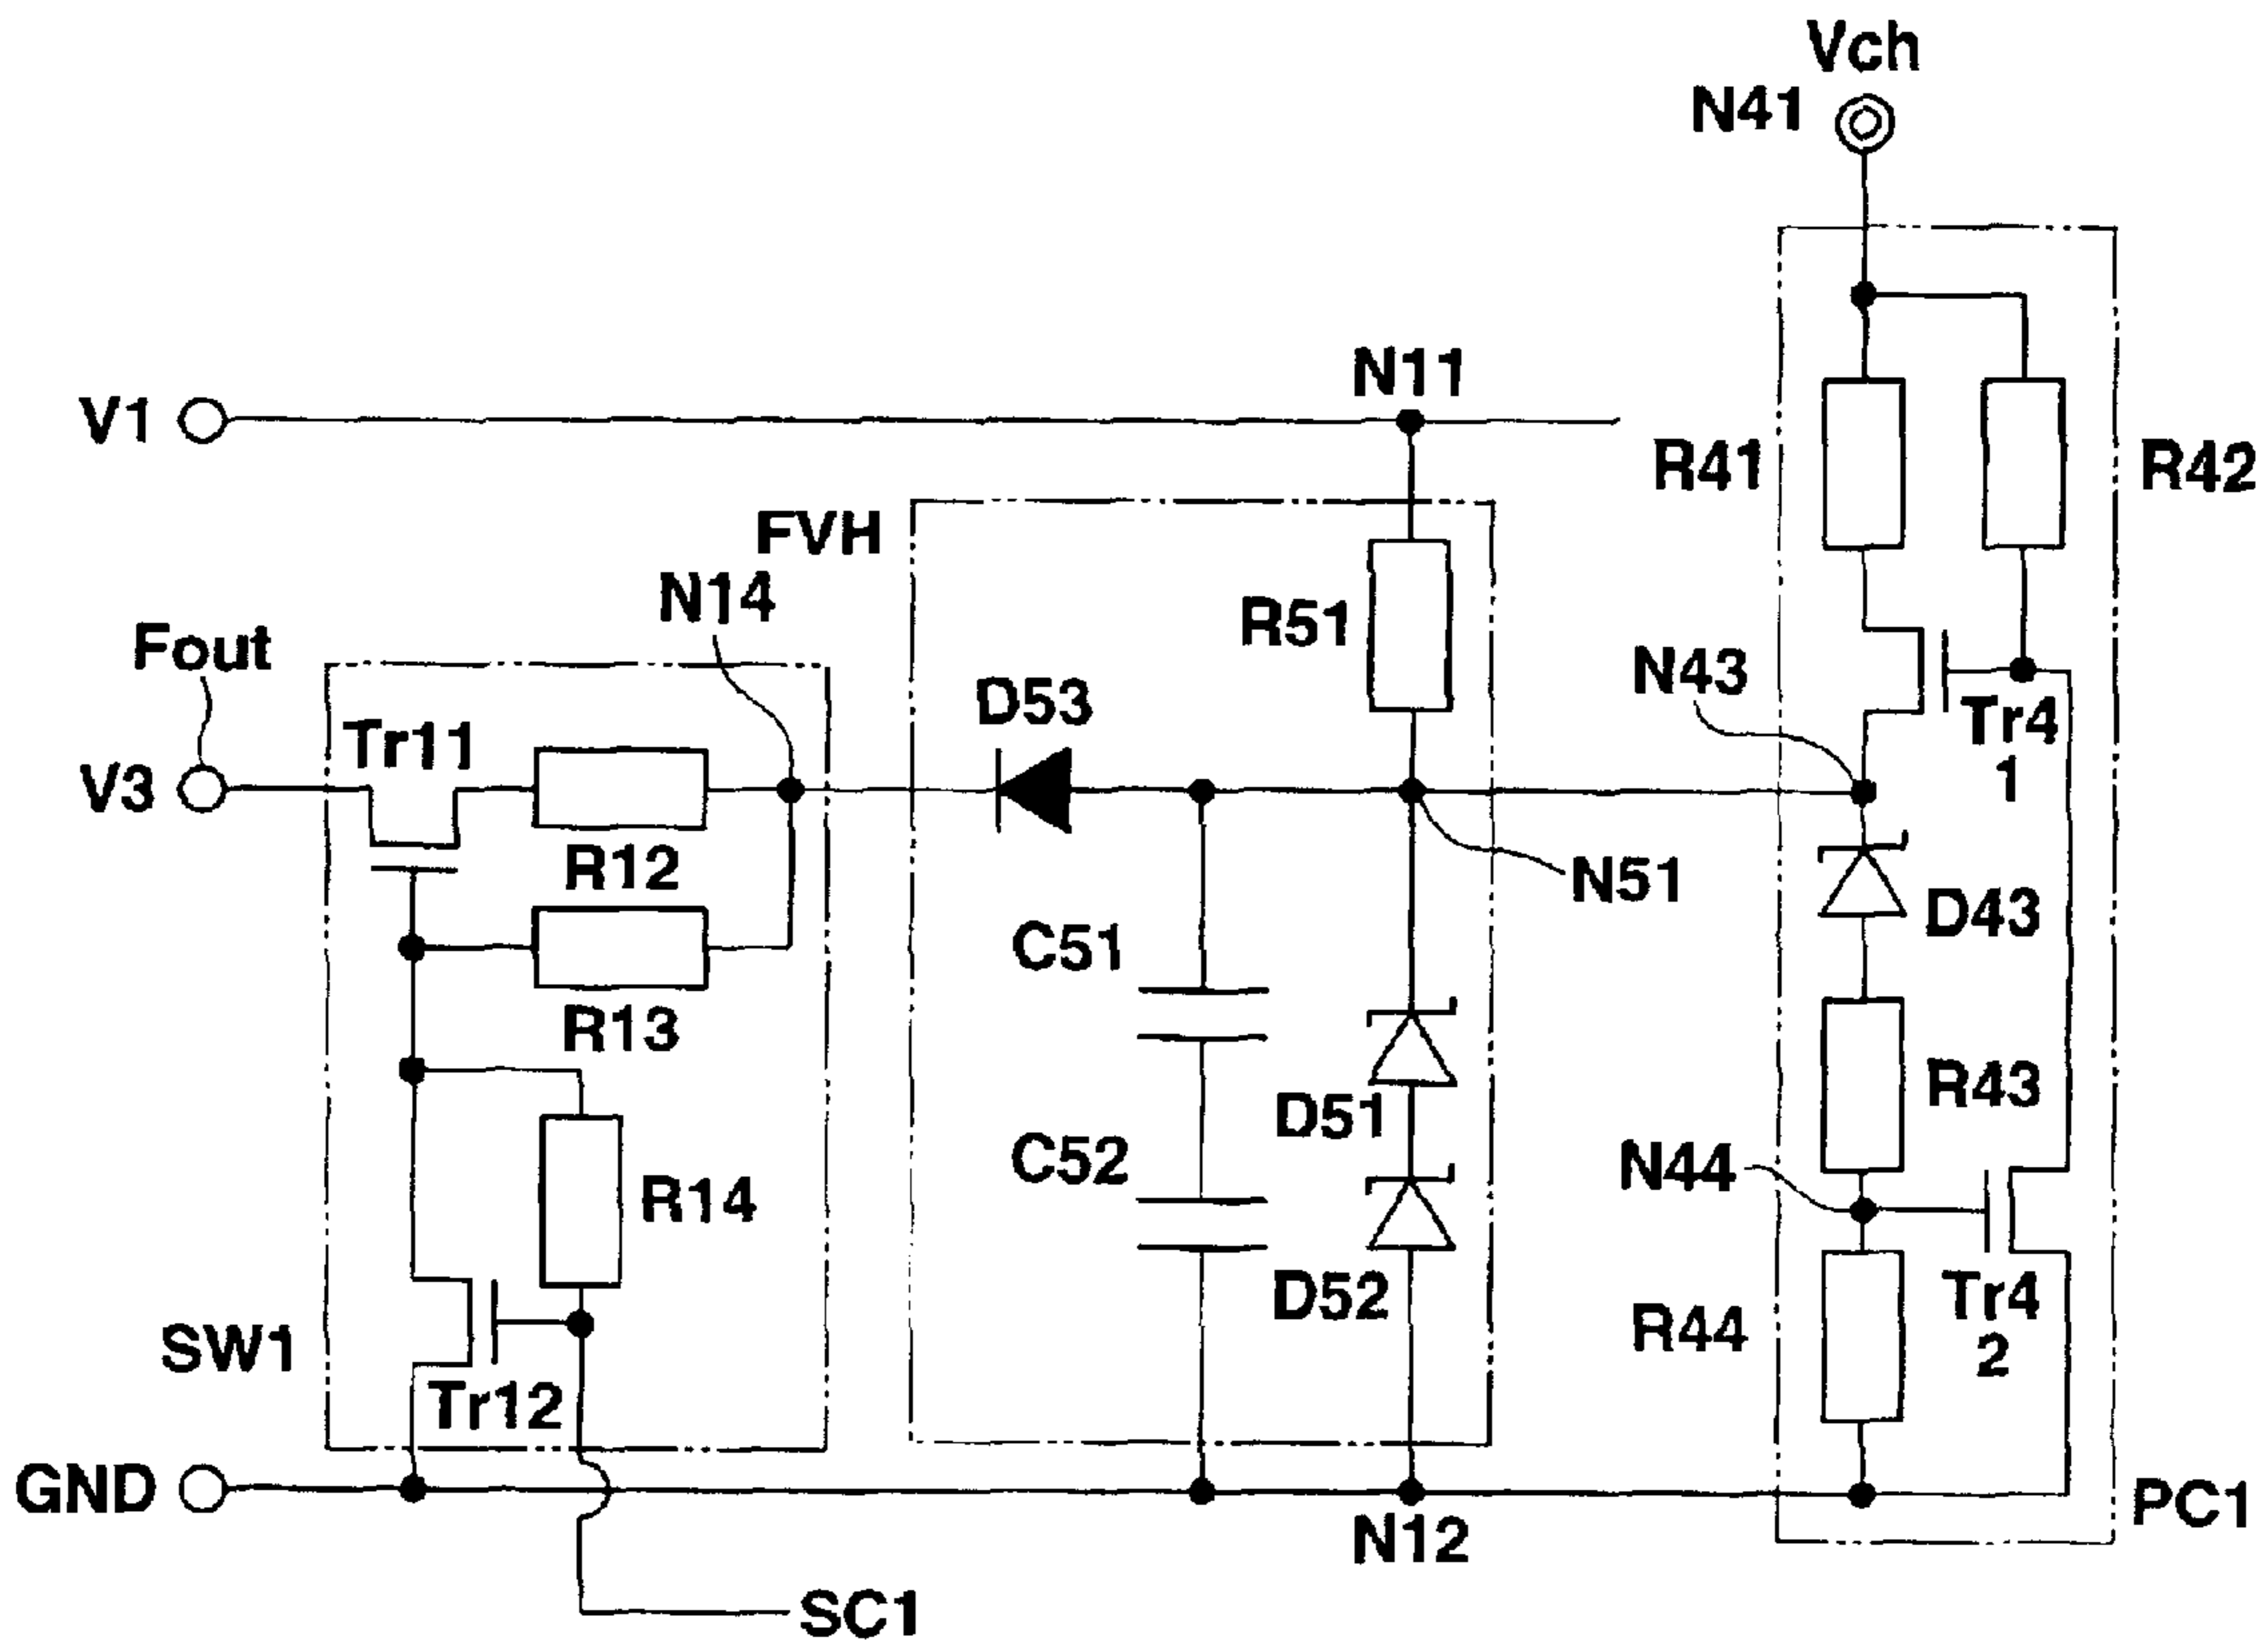 Vch
N41
N11
V1
R41
R42
FVH
N14
R51
Fout
D53
N43
Tr11
Tr4
1
V3
R12
N51
D43
C51
R13
R43
D51
C52
N44
R14
D52
Tr4
2
R44
SW1
Tr12
GND
PC1
N12
SC1